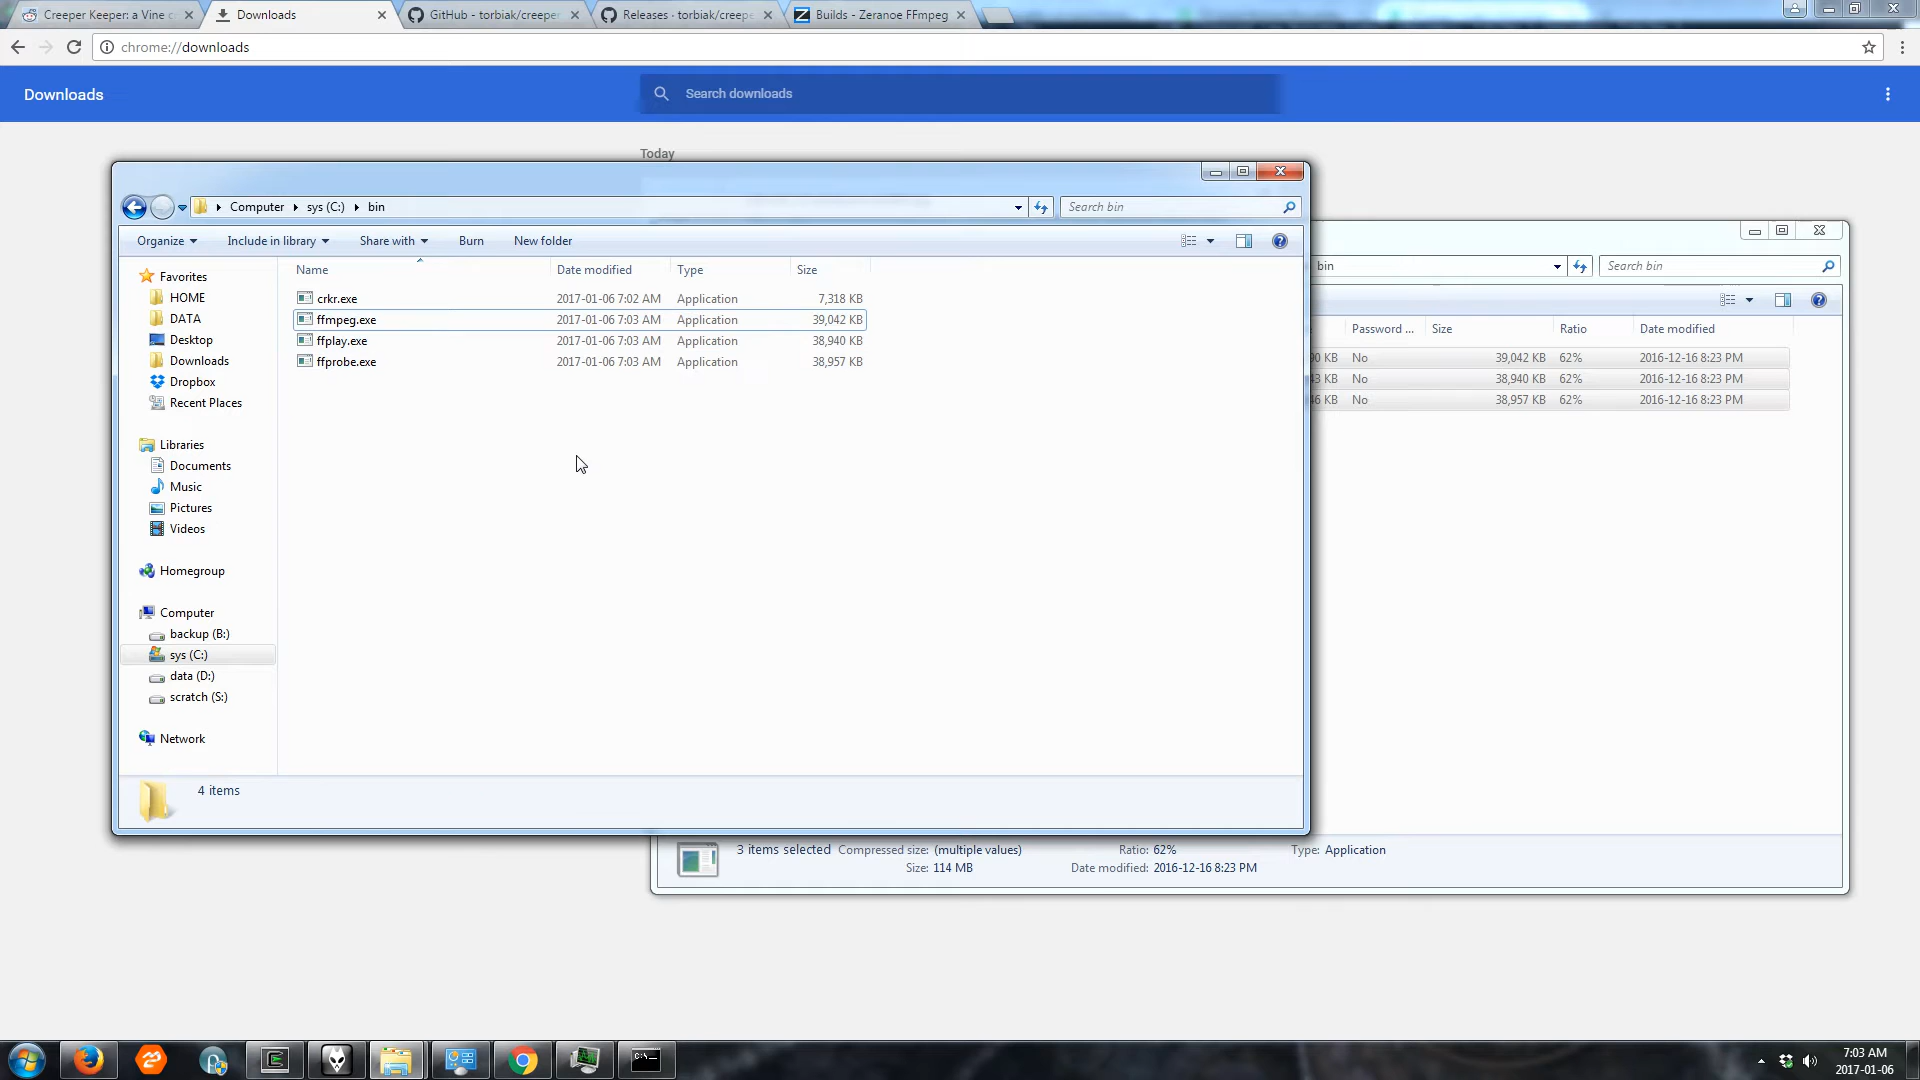 Creeper Keeper: a Vine c
Downloads
GitHub - torbiak/creepe
Releases · torbiak/creepe
Builds - Zeranoe FFmpeg
chrome://downloads
Downloads
Search downloads
Today
Computer sys (C:) bin
Search bin
Organize Include in library Share with Burn New folder
Name Date modified Type Size
crkr.exe 2017-01-06 7:02 AM Application 7,318 KB
ffmpeg.exe 2017-01-06 7:03 AM Application 39,042 KB
ffplay.exe 2017-01-06 7:03 AM Application 38,940 KB
ffprobe.exe 2017-01-06 7:03 AM Application 38,957 KB
Favorites
HOME
DATA
Desktop
Downloads
Dropbox
Recent Places
Libraries
Documents
Music
Pictures
Videos
Homegroup
Computer
backup (B:)
sys (C:)
data (D:)
scratch (S:)
Network
4 items
bin
Search bin
Password ... Size Ratio Date modified
KB No 39,042 KB 62% 2016-12-16 8:23 PM
KB No 38,940 KB 62% 2016-12-16 8:23 PM
KB No 38,957 KB 62% 2016-12-16 8:23 PM
3 items selected Compressed size: (multiple values) Ratio: 62% Type: Application
Size: 114 MB Date modified: 2016-12-16 8:23 PM
C:\.
7:03 AM
2017-01-06